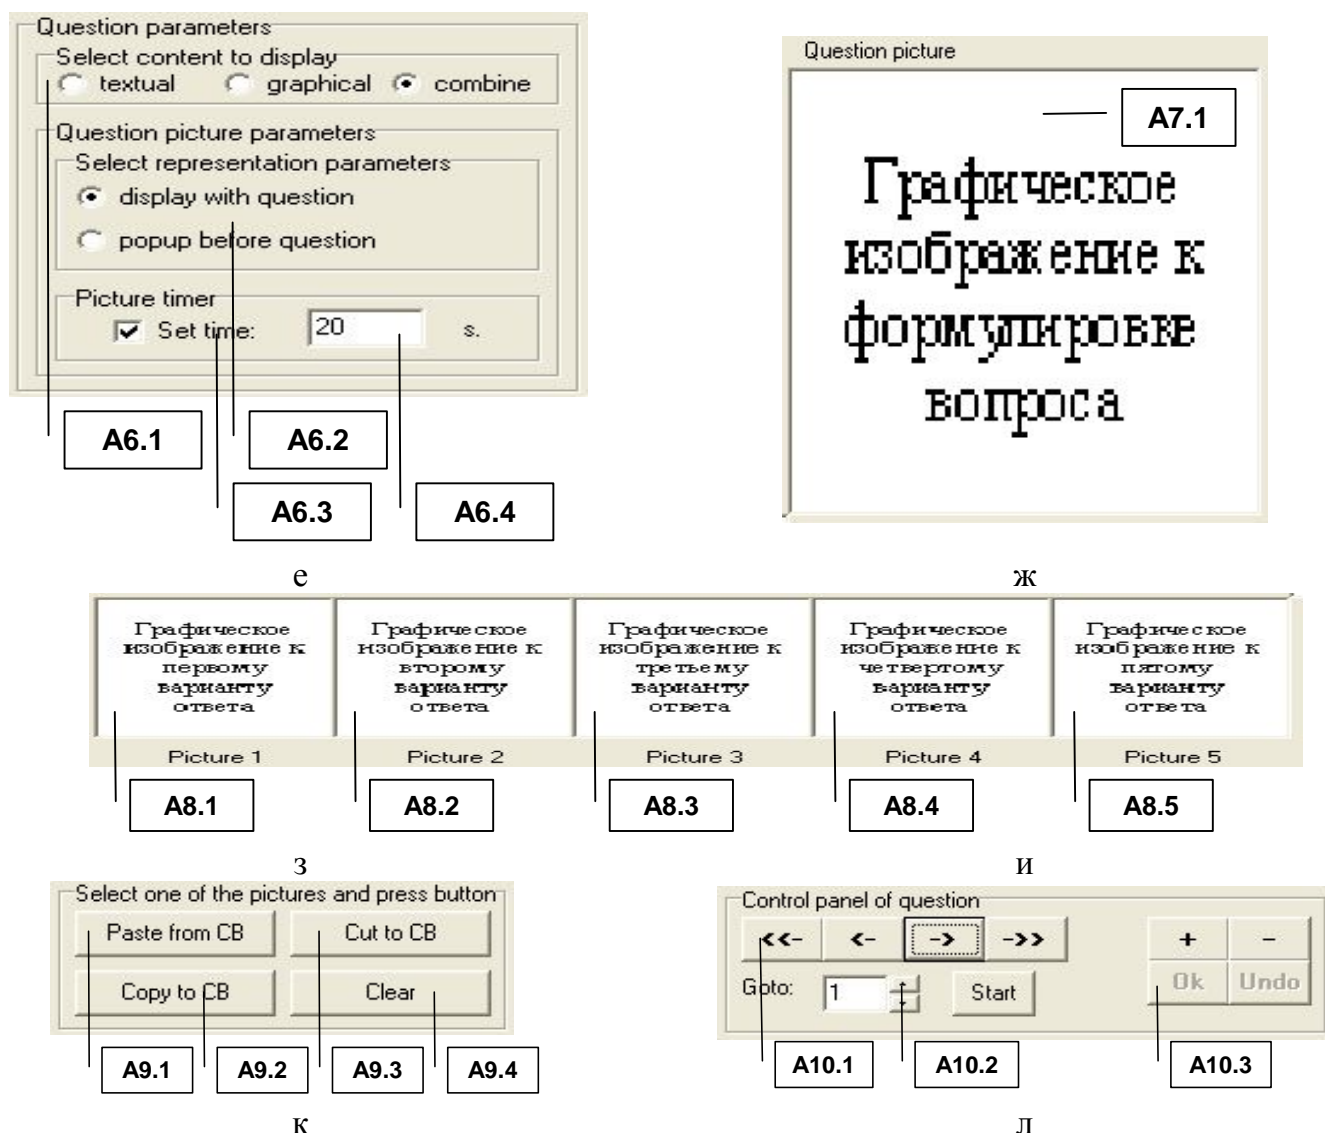 Question parameters
Select content to display
textual graphical combine
Question picture parameters
Select representation parameters
display with question
popup before question
Picture timer
Set time: 20 s.
A6.1 A6.2
A6.3 A6.4
е
Question picture
A7.1
Графическое
изображение к
формулировке
вопроса
ж
Графическое
изображение к
первому
варианту
ответа
Picture 1
Графическое
изображение к
второму
варианту
ответа
Picture 2
Графическое
изображение к
третьему
варианту
ответа
Picture 3
Графическое
изображение к
четвертому
варианту
ответа
Picture 4
Графическое
изображение к
пятому
варианту
ответа
Picture 5
A8.1 A8.2 A8.3 A8.4 A8.5
з и
Select one of the pictures and press button
Paste from CB Cut to CB
Copy to CB Clear
A9.1 A9.2 A9.3 A9.4
к
Control panel of question
<<- <- -> ->> + -
Goto: 1 Start Ok Undo
A10.1 A10.2 A10.3
л